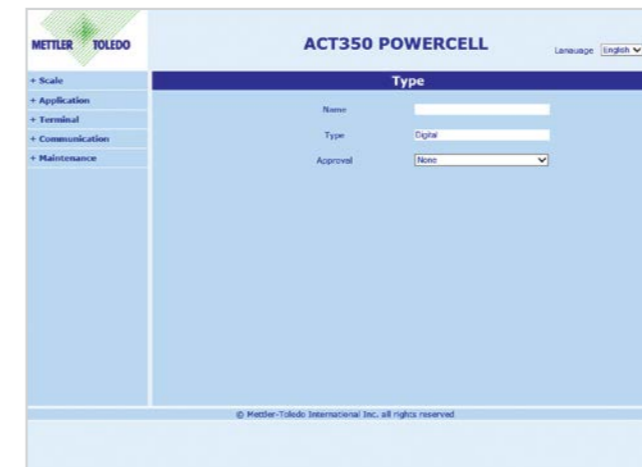 METTLER TOLEDO
ACT350 POWERCELL
Language English
+ Scale
+ Application
+ Terminal
+ Communication
+ Maintenance
Type
Name
Type Digital
Approval None
© Mettler-Toledo International Inc. all rights reserved